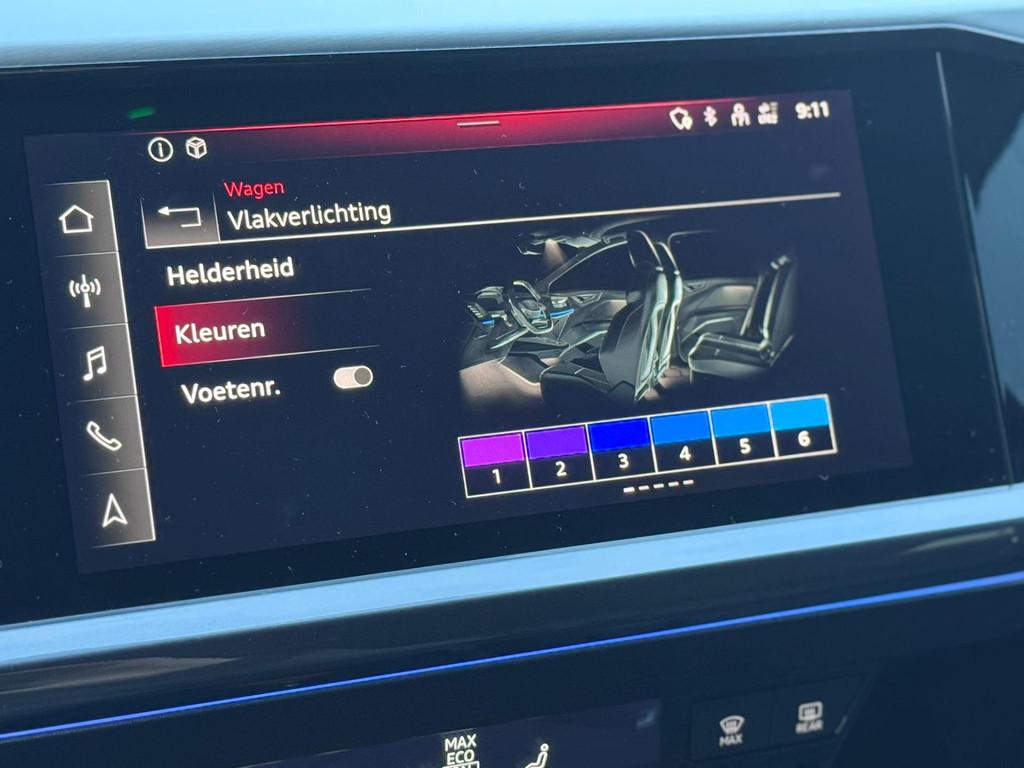 9:11
Wagen
Vlakverlichting
Helderheid
Kleuren
Voetenr.
1 2 3 4 5 6
MAX
ECO
MAX
REAR